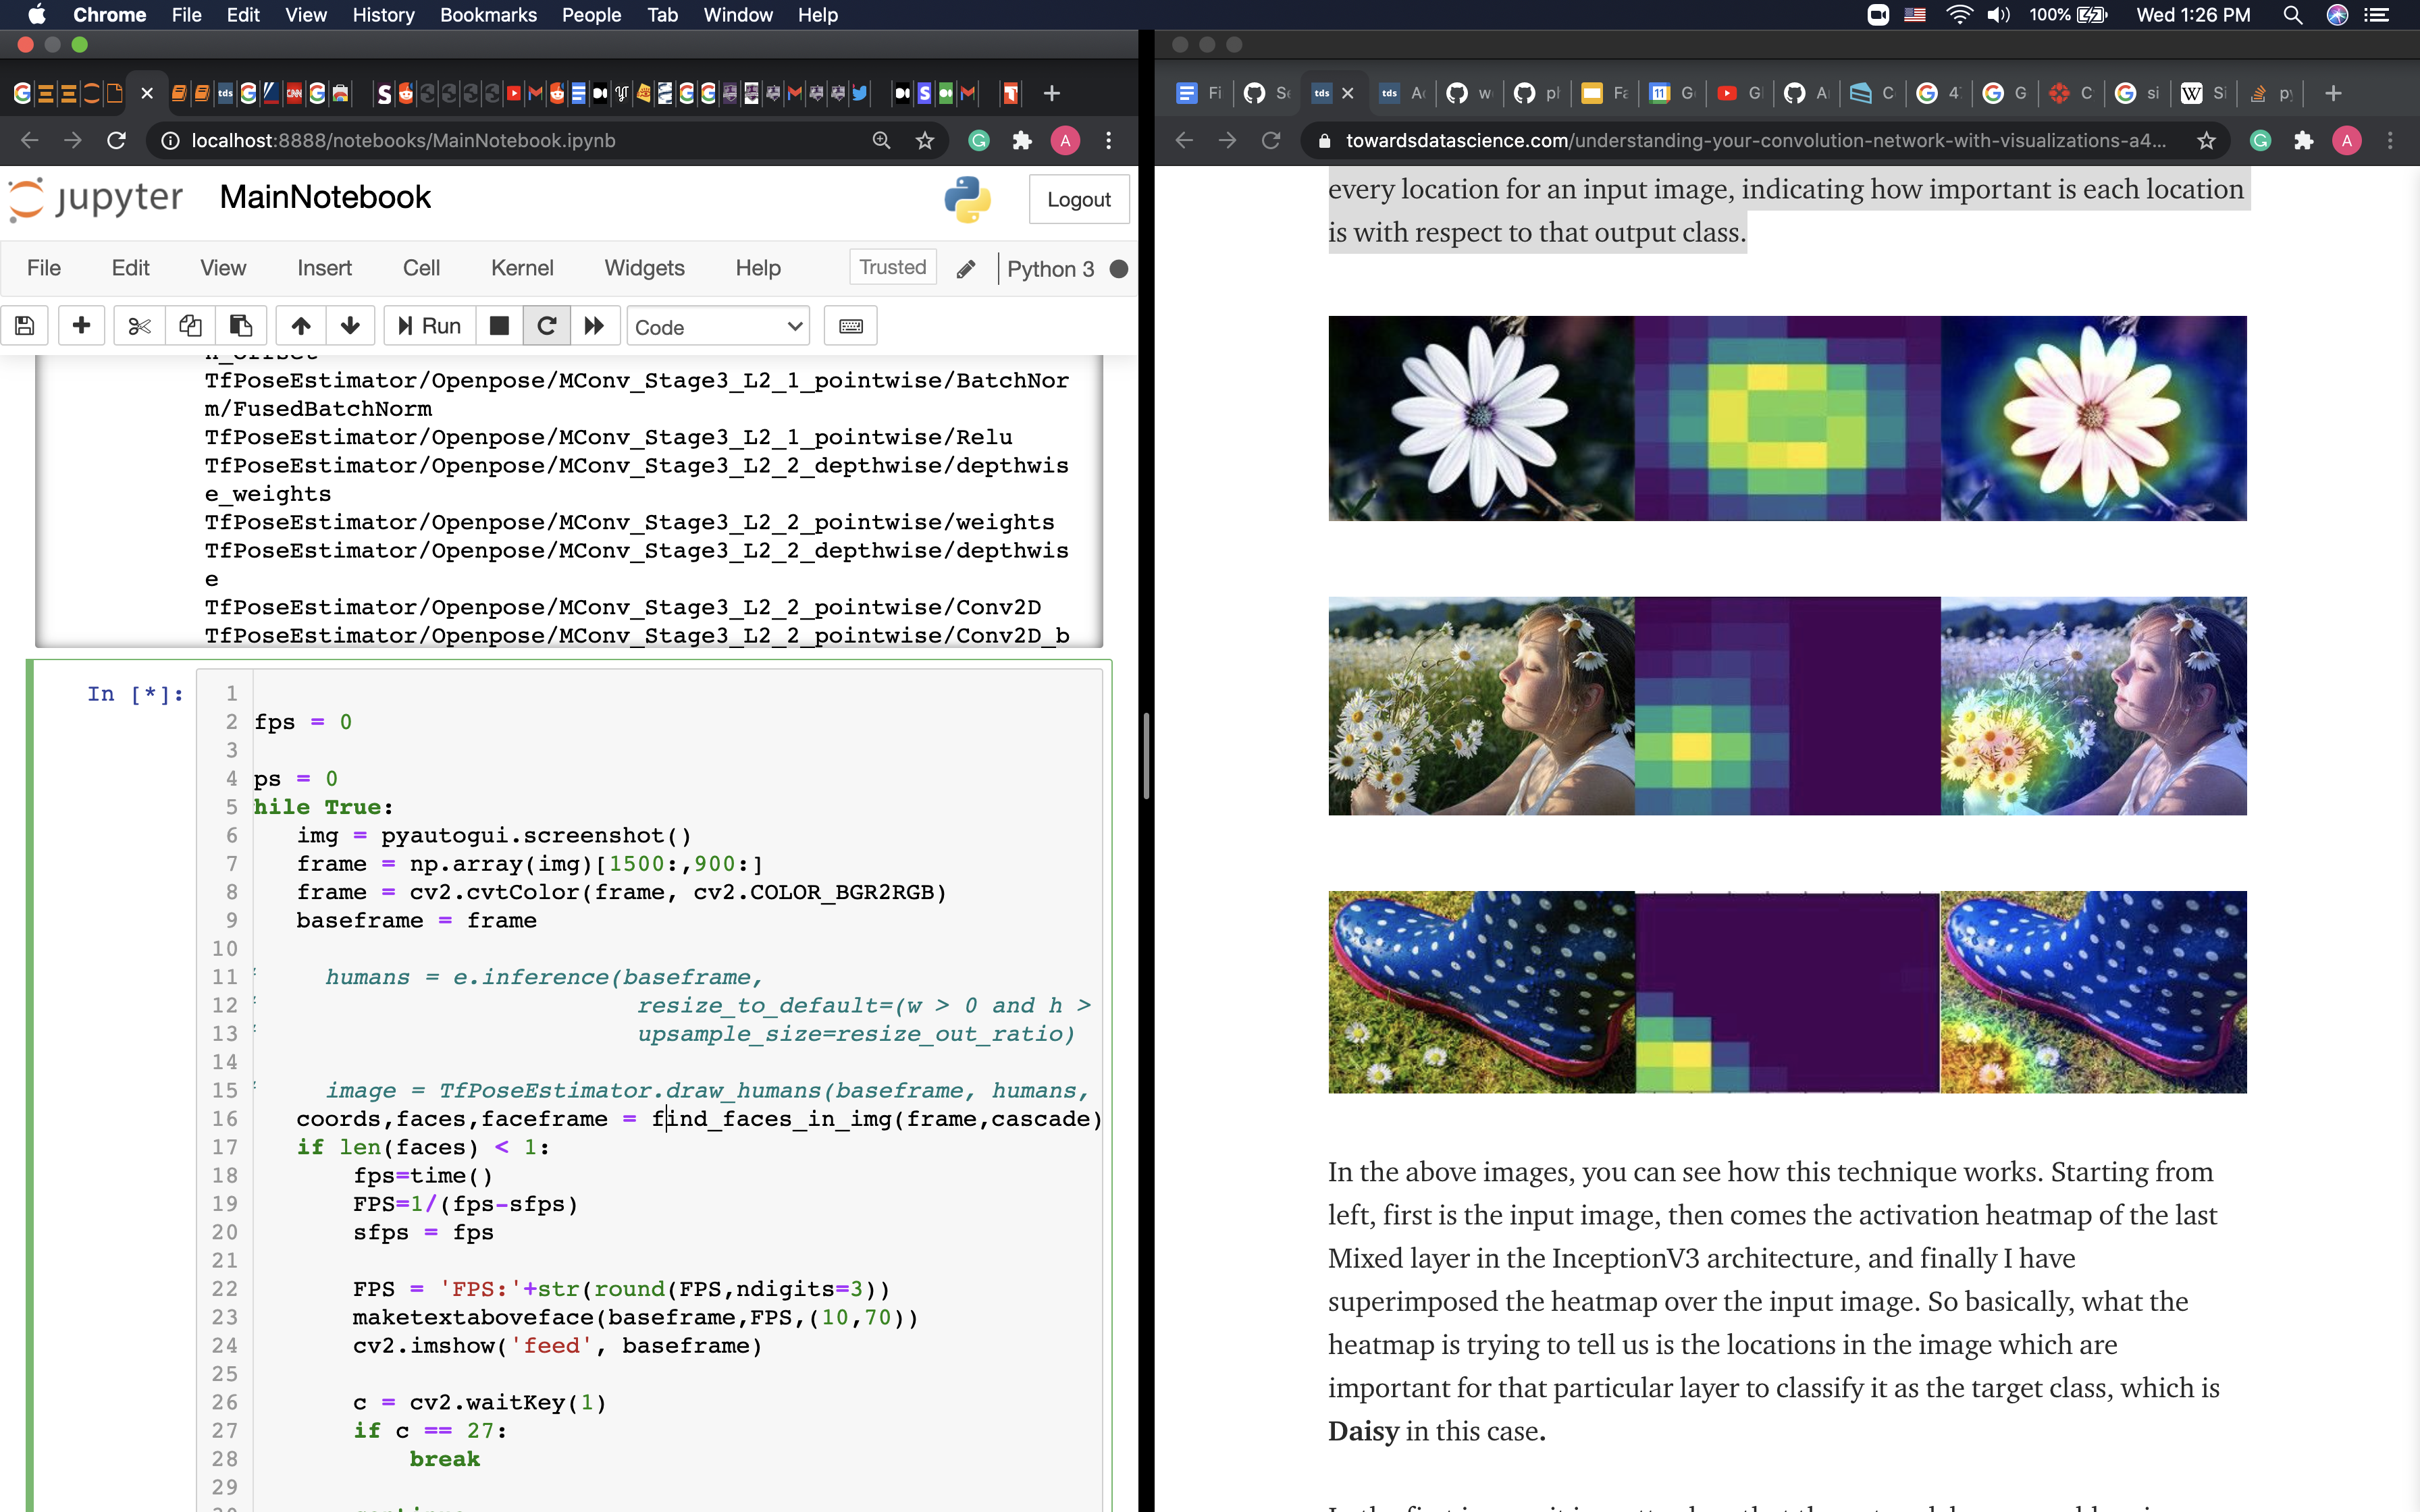 Chrome File Edit View History Bookmarks People Tab Window Help
100% Wed 1:26 PM
localhost:8888/notebooks/MainNotebook.ipynb
jupyter MainNotebook
Logout
File Edit View Insert Cell Kernel Widgets Help
Trusted Python 3
Run Code
TfPoseEstimator/Openpose/MConv_Stage3_L2_1_pointwise/BatchNor
m/FusedBatchNorm
TfPoseEstimator/Openpose/MConv_Stage3_L2_1_pointwise/Relu
TfPoseEstimator/Openpose/MConv_Stage3_L2_2_depthwise/depthwis
e_weights
TfPoseEstimator/Openpose/MConv_Stage3_L2_2_pointwise/weights
TfPoseEstimator/Openpose/MConv_Stage3_L2_2_depthwise/depthwis
e
TfPoseEstimator/Openpose/MConv_Stage3_L2_2_pointwise/Conv2D
TfPoseEstimator/Openpose/MConv_Stage3_L2_2_pointwise/Conv2D_b
In [*]:
1
2 fps = 0
3
4 ps = 0
5 hile True:
6 img = pyautogui.screenshot()
7 frame = np.array(img)[1500:,900:]
8 frame = cv2.cvtColor(frame, cv2.COLOR_BGR2RGB)
9 baseframe = frame
10
11 humans = e.inference(baseframe,
12 resize_to_default=(w > 0 and h >
13 upsample_size=resize_out_ratio)
14
15 image = TfPoseEstimator.draw_humans(baseframe, humans,
16 coords,faces,faceframe = find_faces_in_img(frame,cascade)
17 if len(faces) < 1:
18 fps=time()
19 FPS=1/(fps-sfps)
20 sfps = fps
21
22 FPS = 'FPS:'+str(round(FPS,ndigits=3))
23 maketextaboveface(baseframe,FPS,(10,70))
24 cv2.imshow('feed', baseframe)
25
26 c = cv2.waitKey(1)
27 if c == 27:
28 break
29
tds Fi S tds tds A w pl Fa 11 G G A C 4 G C si W Si p
towardsdatascience.com/understanding-your-convolution-network-with-visualizations-a4...
every location for an input image, indicating how important is each location
is with respect to that output class.
In the above images, you can see how this technique works. Starting from
left, first is the input image, then comes the activation heatmap of the last
Mixed layer in the InceptionV3 architecture, and finally I have
superimposed the heatmap over the input image. So basically, what the
heatmap is trying to tell us is the locations in the image which are
important for that particular layer to classify it as the target class, which is
Daisy in this case.